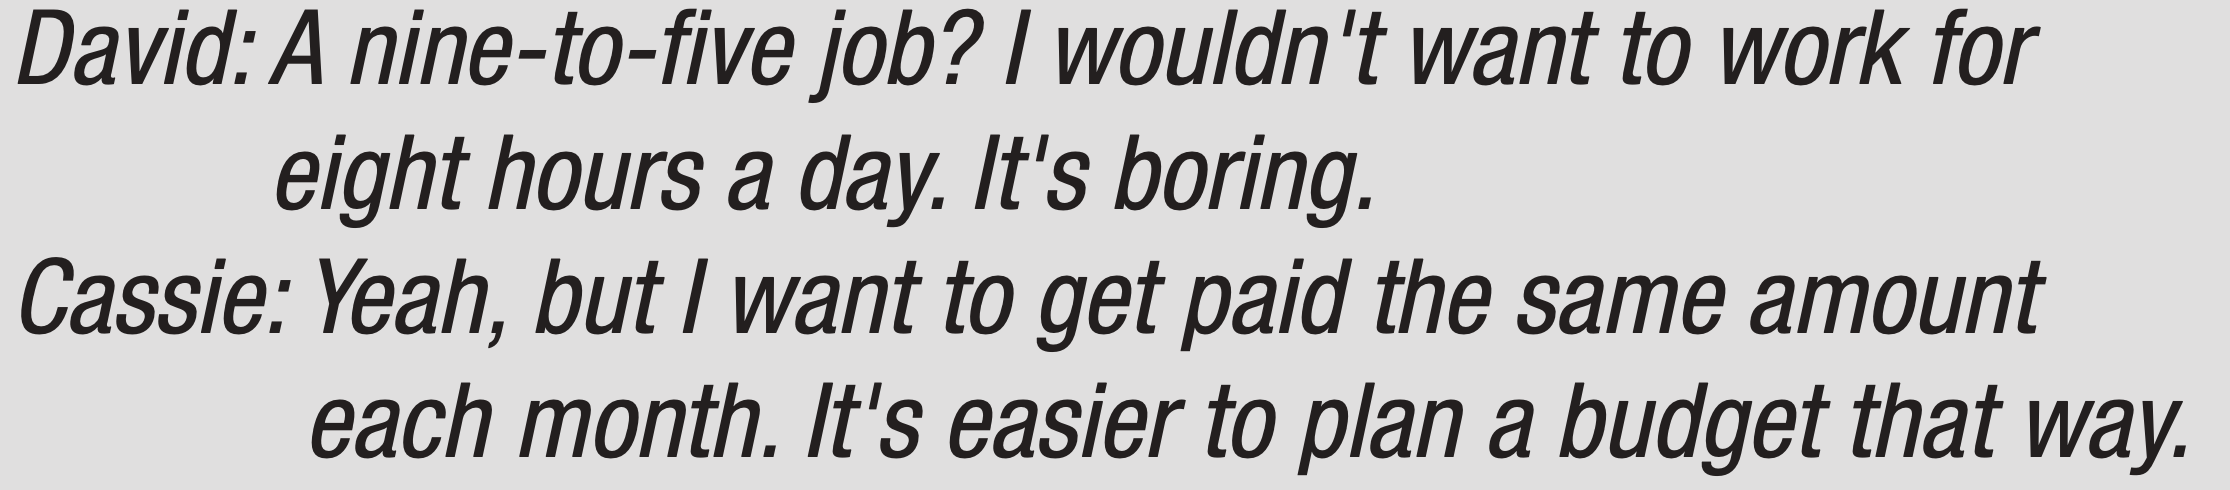 David: A nine-to-five job? I wouldn't want to work for
eight hours a day. It's boring.
Cassie: Yeah, but I want to get paid the same amount
each month. It's easier to plan a budget that way.